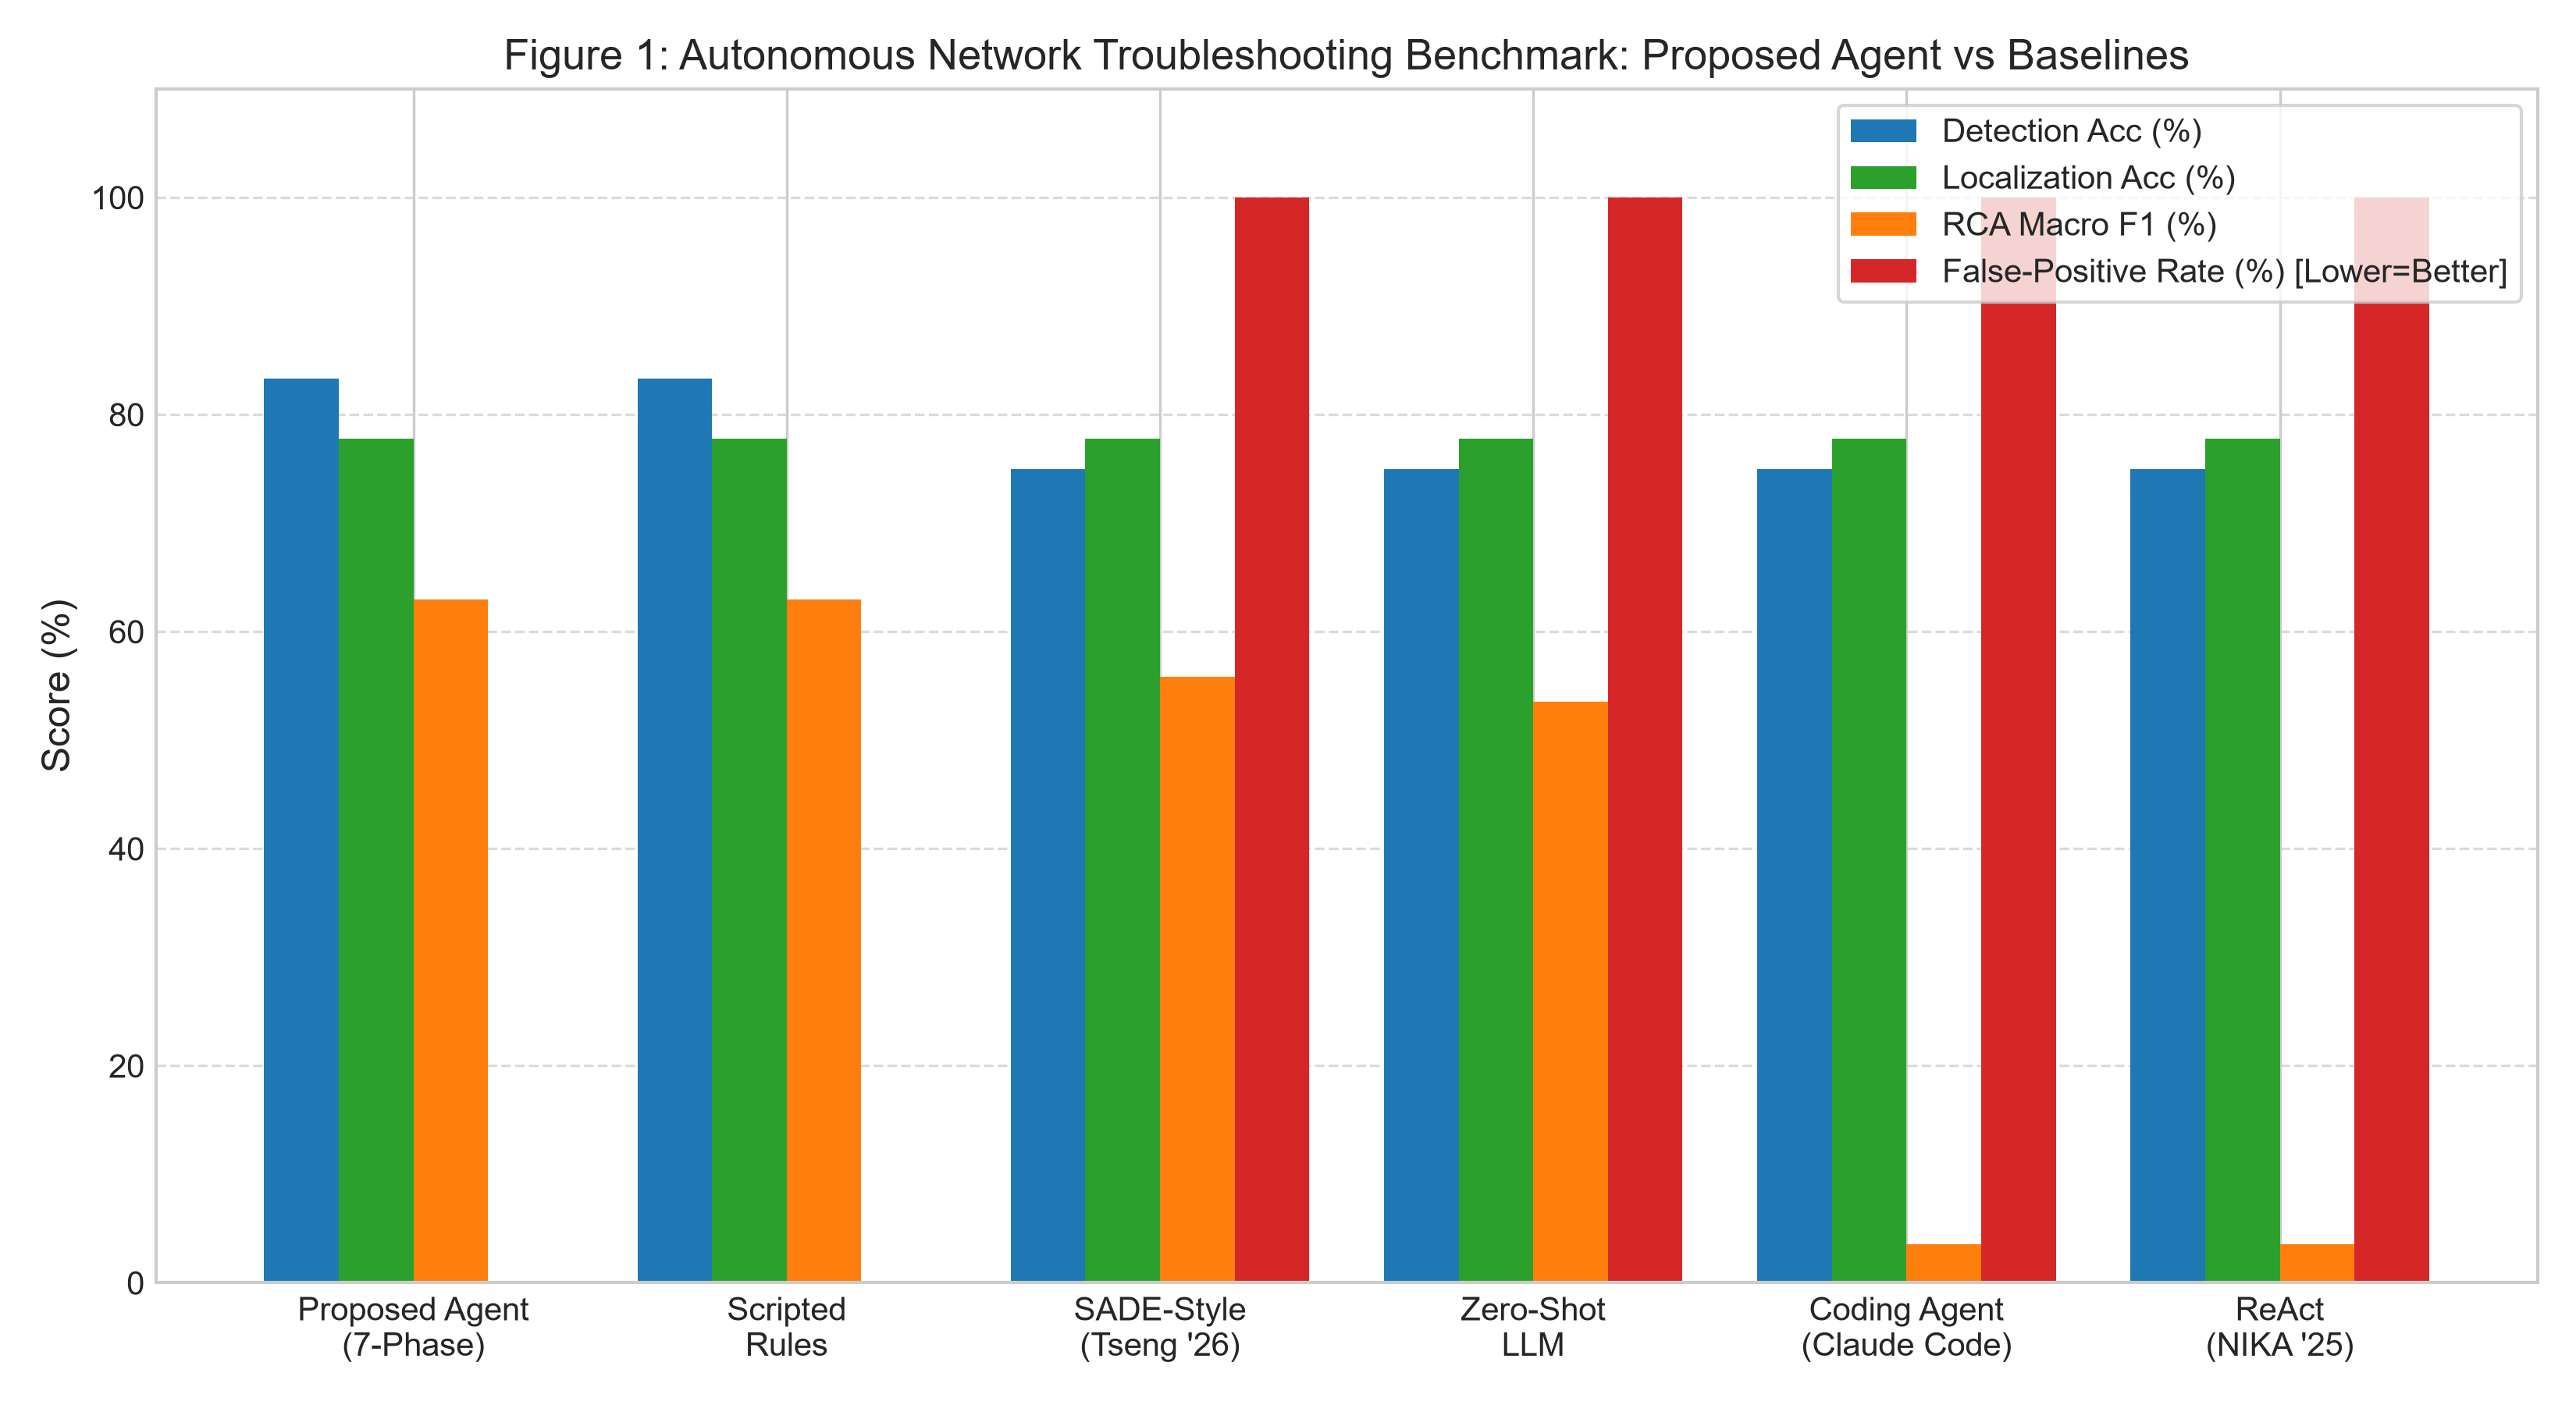 Figure 1: Autonomous Network Troubleshooting Benchmark: Proposed Agent vs Baselines
Detection Acc (%)
Localization Acc (%)
RCA Macro F1 (%)
False-Positive Rate (%) [Lower=Better]
Score (%)
100
80
60
40
20
0
Proposed Agent
(7-Phase)
Scripted
Rules
SADE-Style
(Tseng '26)
Zero-Shot
LLM
Coding Agent
(Claude Code)
ReAct
(NIKA '25)